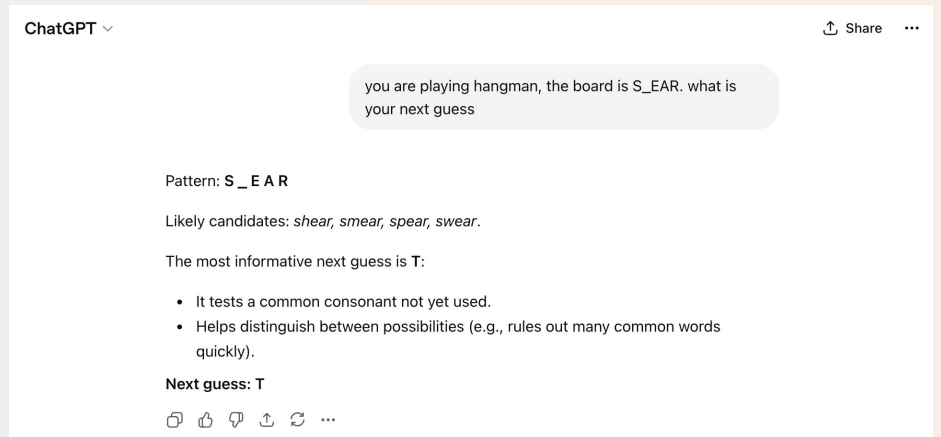 ChatGPT
Share
you are playing hangman, the board is S_EAR. what is
your next guess
Pattern: S _ E A R
Likely candidates: shear, smear, spear, swear.
The most informative next guess is T:
• It tests a common consonant not yet used.
• Helps distinguish between possibilities (e.g., rules out many common words
quickly).
Next guess: T